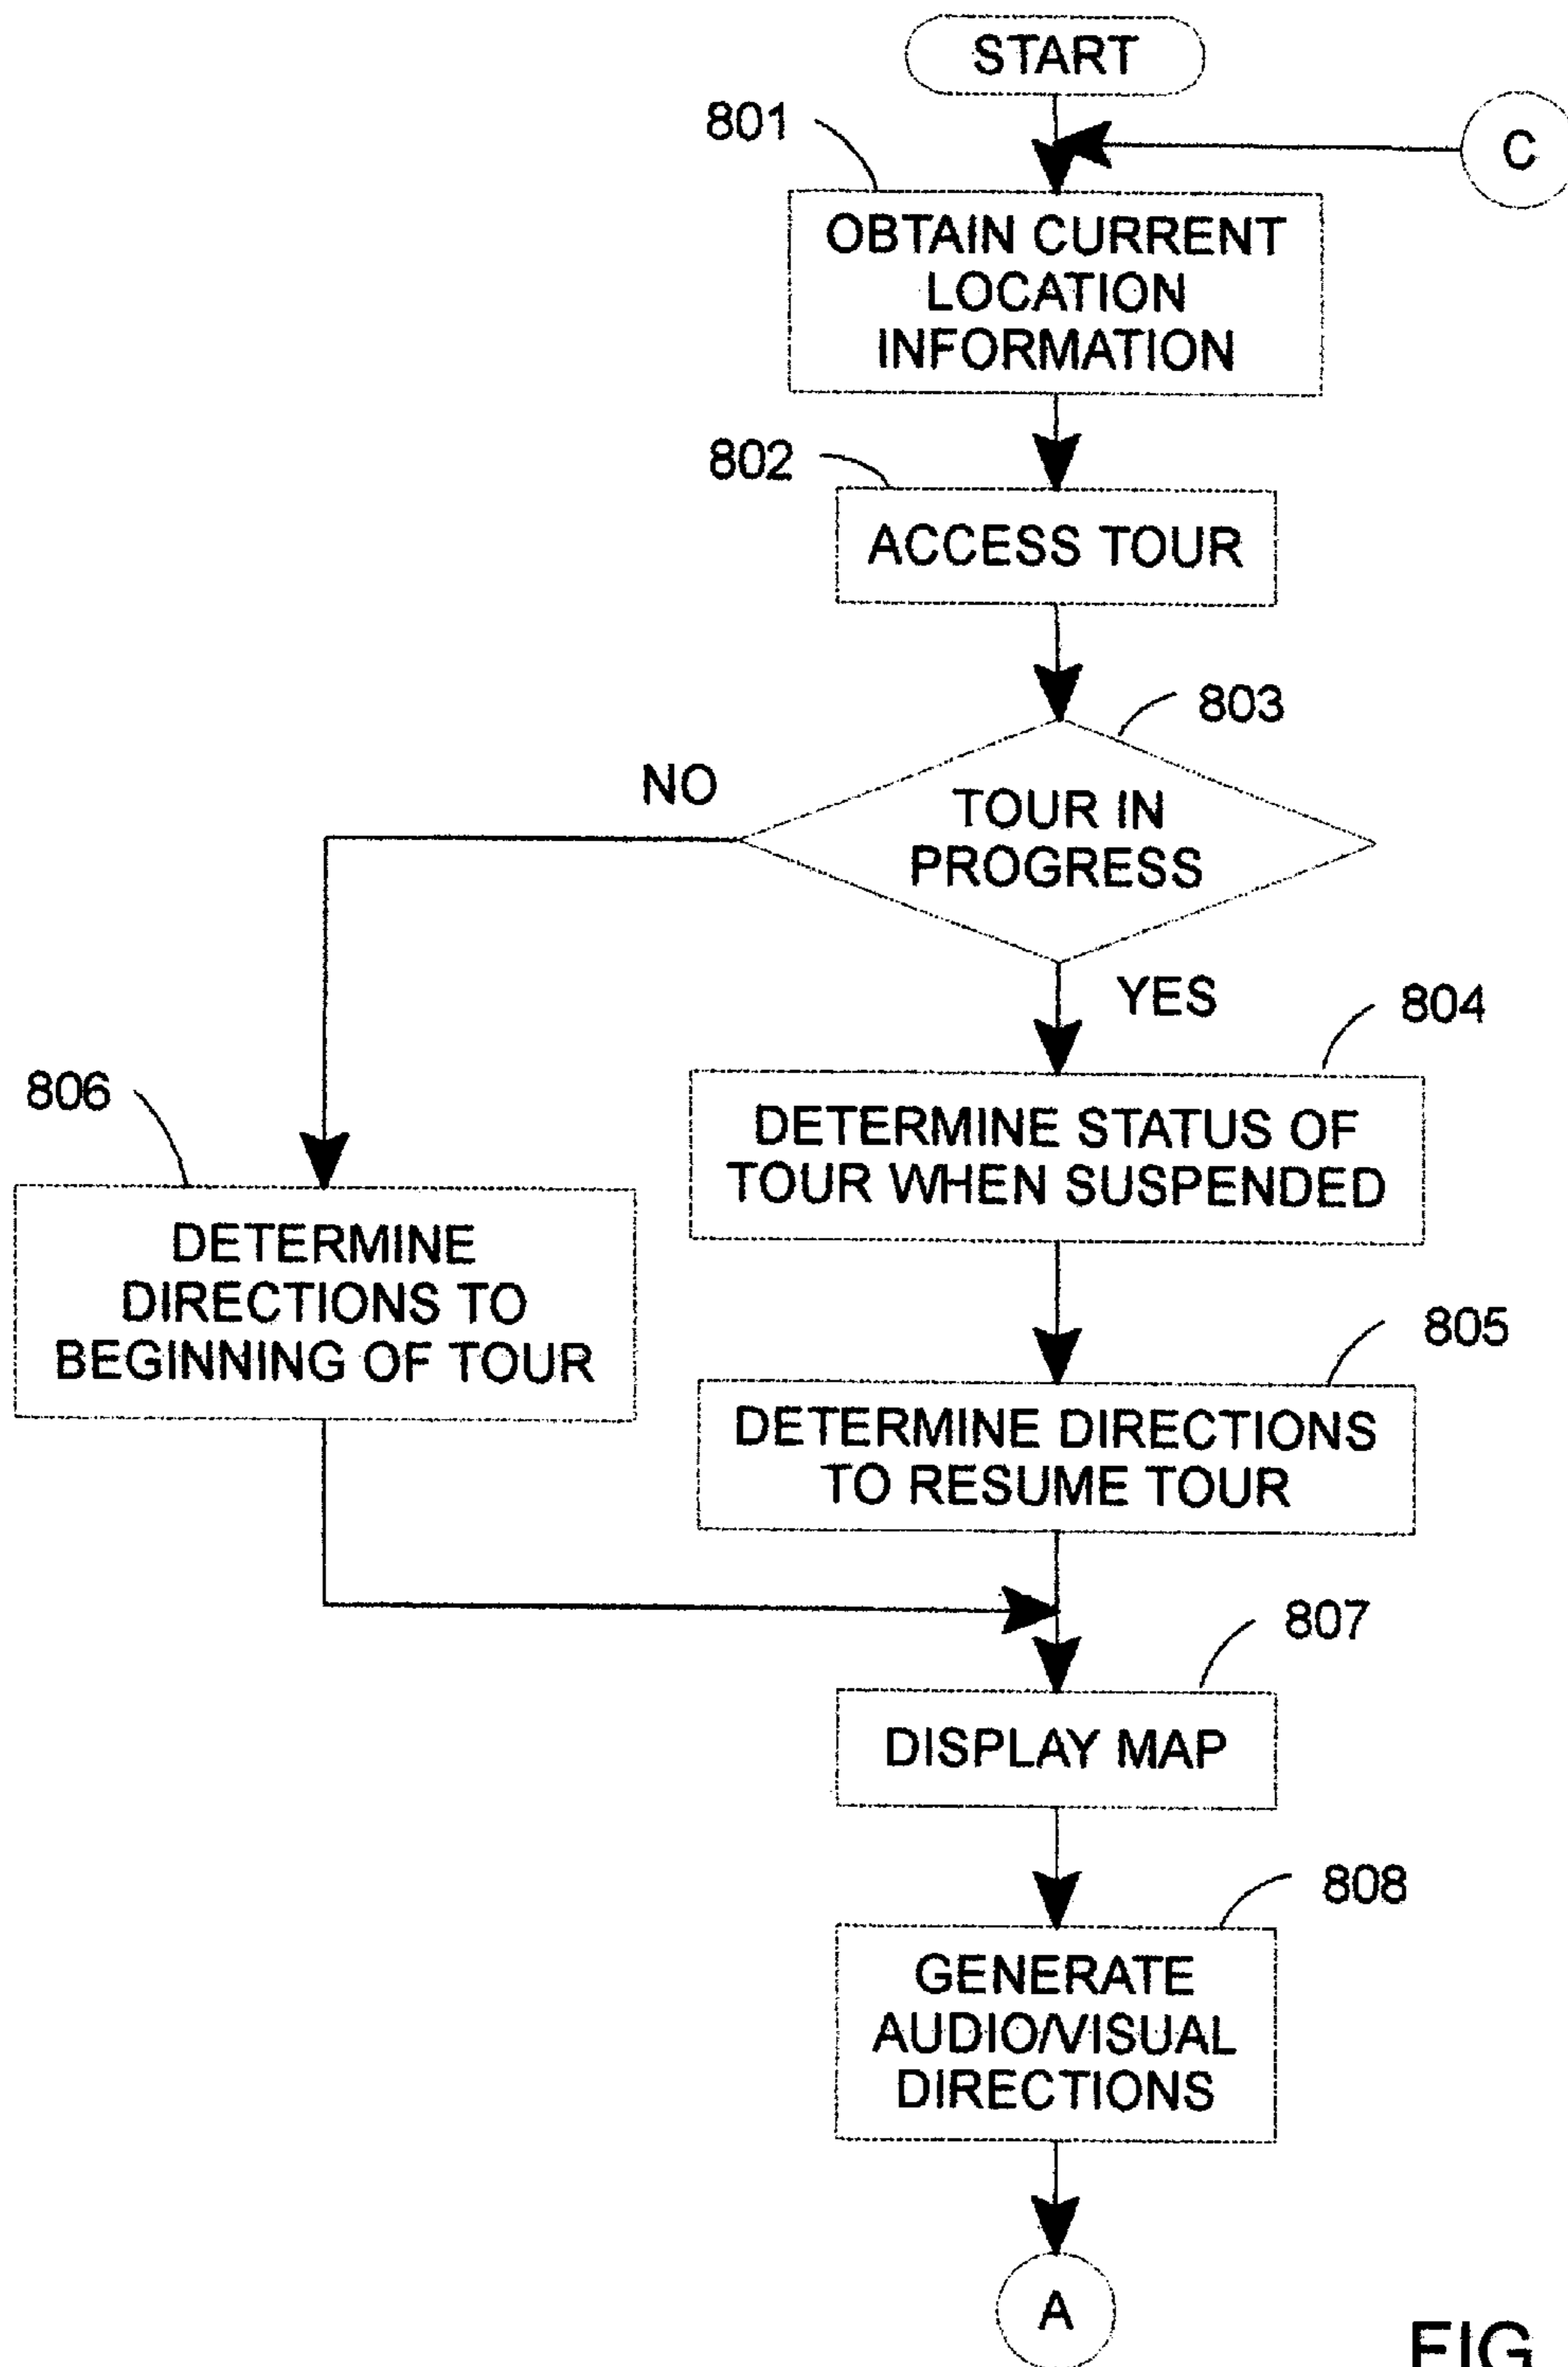 START
801
C
OBTAIN CURRENT
LOCATION
INFORMATION
802
ACCESS TOUR
803
NO
TOUR IN
PROGRESS
YES
804
806
DETERMINE STATUS OF
TOUR WHEN SUSPENDED
DETERMINE
DIRECTIONS TO
BEGINNING OF TOUR
805
DETERMINE DIRECTIONS
TO RESUME TOUR
807
DISPLAY MAP
808
GENERATE
AUDIO/VISUAL
DIRECTIONS
A
FIG